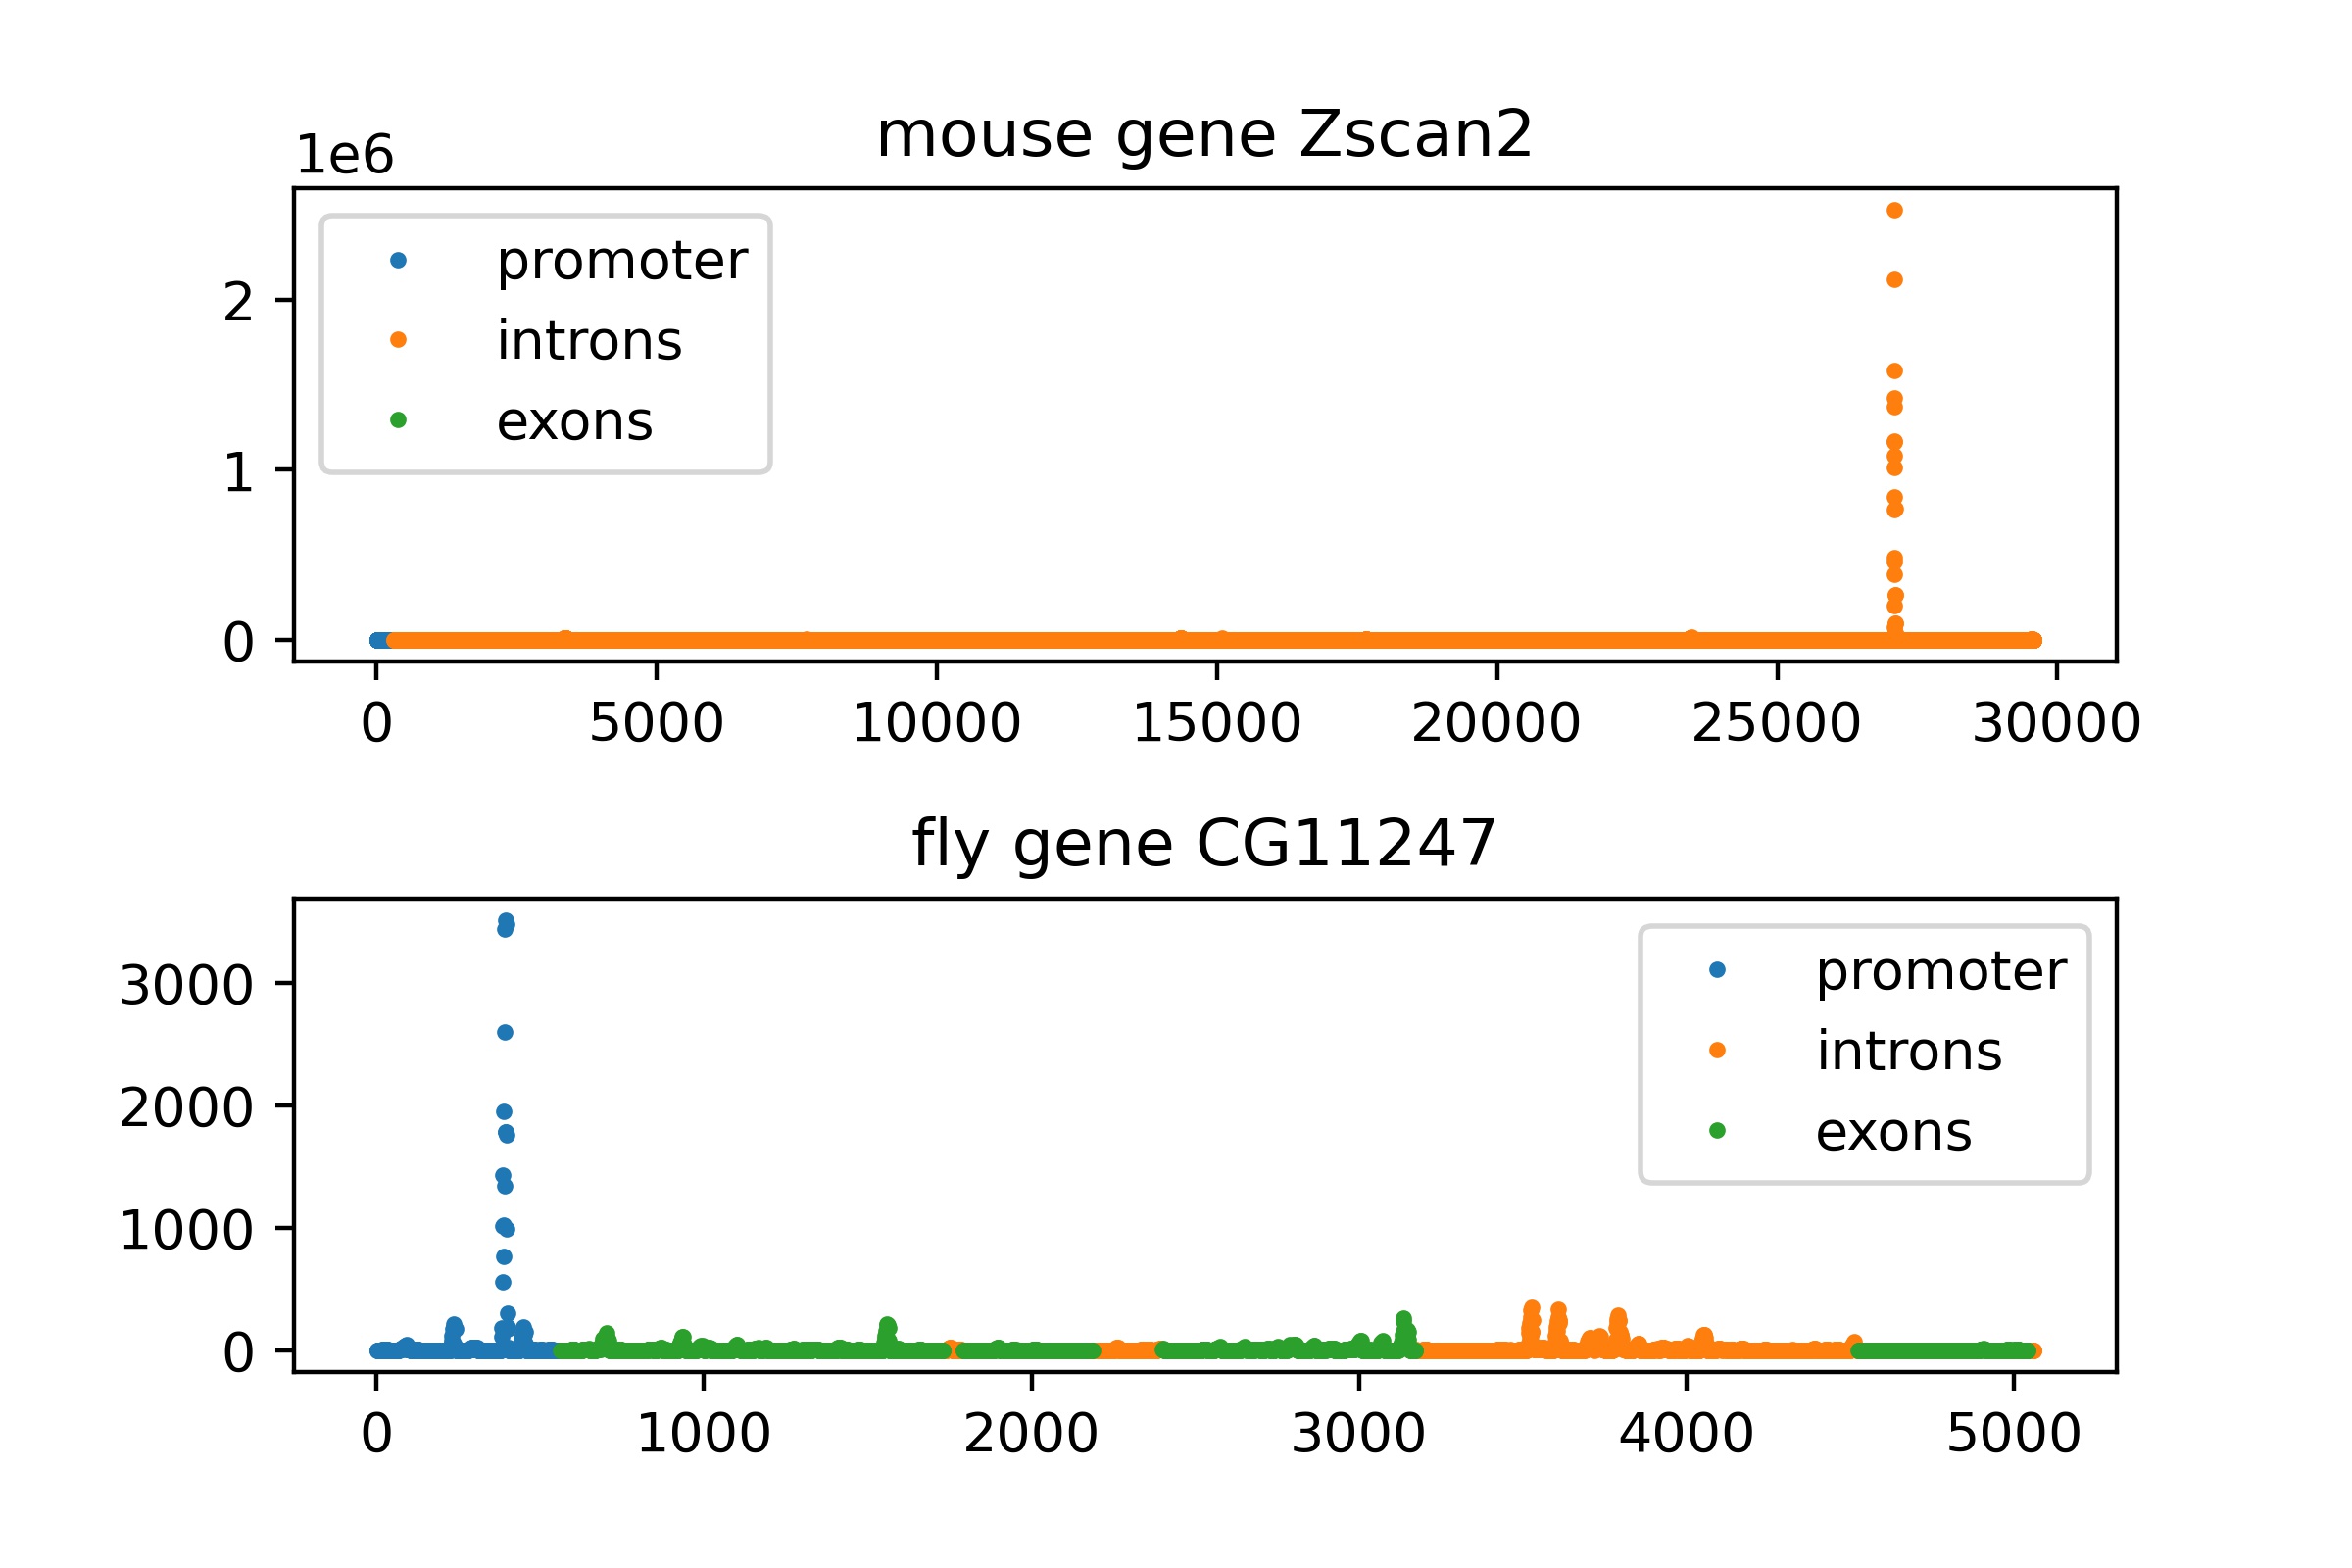 mouse gene Zscan2
1e6
promoter
introns
exons
2
1
0
0 5000 10000 15000 20000 25000 30000
fly gene CG11247
promoter
introns
exons
3000
2000
1000
0
0 1000 2000 3000 4000 5000